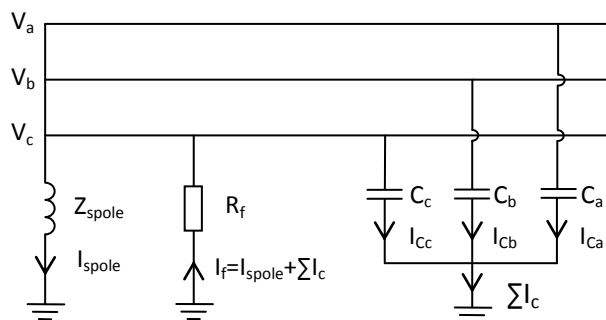 Va
Vb
Vc
Zspole
Rf
Cc
Cb
Ca
ICc
ICb
ICa
Ispole
If=Ispole+∑Ic
∑Ic